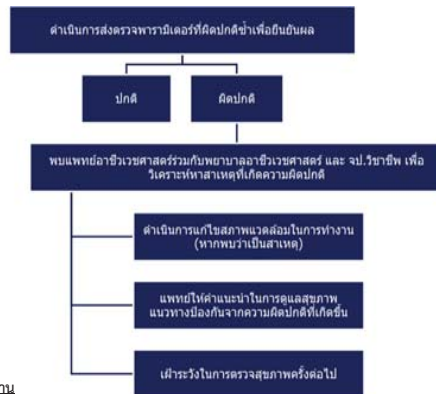 ดำเนินการส่งตรวจพารามิเตอร์ที่ผิดปกติซ้ำเพื่อยืนยันผล
ปกติ
ผิดปกติ
พบแพทย์อาชีวเวชศาสตร์ร่วมกับพยาบาลอาชีวเวชศาสตร์ และ จป.วิชาชีพ เพื่อ
วิเคราะห์หาสาเหตุที่เกิดความผิดปกติ
ดำเนินการแก้ไขสภาพแวดล้อมในการทำงาน
(หากพบว่าเป็นสาเหตุ)
แพทย์ให้คำแนะนำในการดูแลสุขภาพ
แนวทางป้องกันจากความผิดปกติที่เกิดขึ้น
เฝ้าระวังในการตรวจสุขภาพครั้งต่อไป
าน